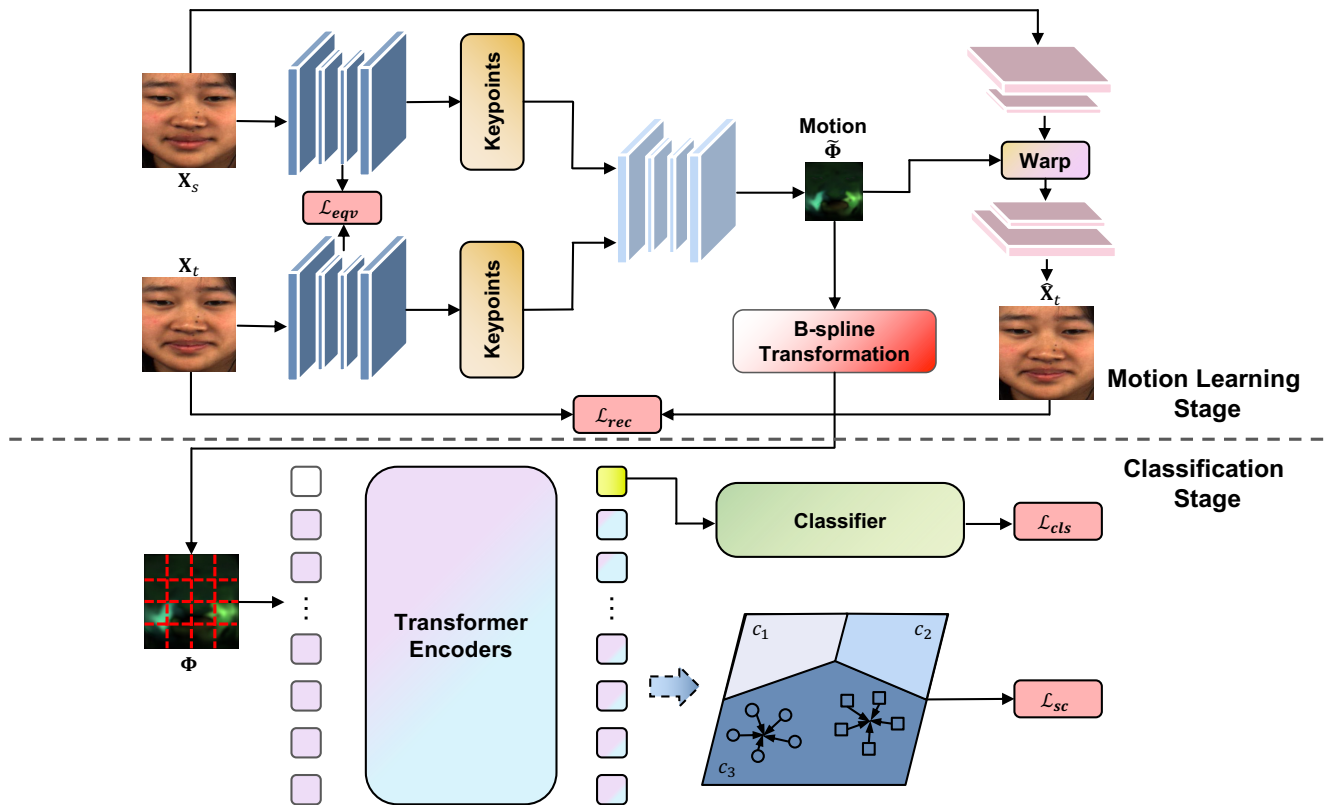 X_s
Keypoints
ℒ_eqv
X_t
Keypoints
Motion
Φ̃
Warp
X̂_t
B-spline
Transformation
ℒ_rec
Motion Learning
Stage
Classification
Stage
Classifier
ℒ_cls
Φ
⋮
Transformer
Encoders
⋮
c_1
c_2
c_3
ℒ_sc